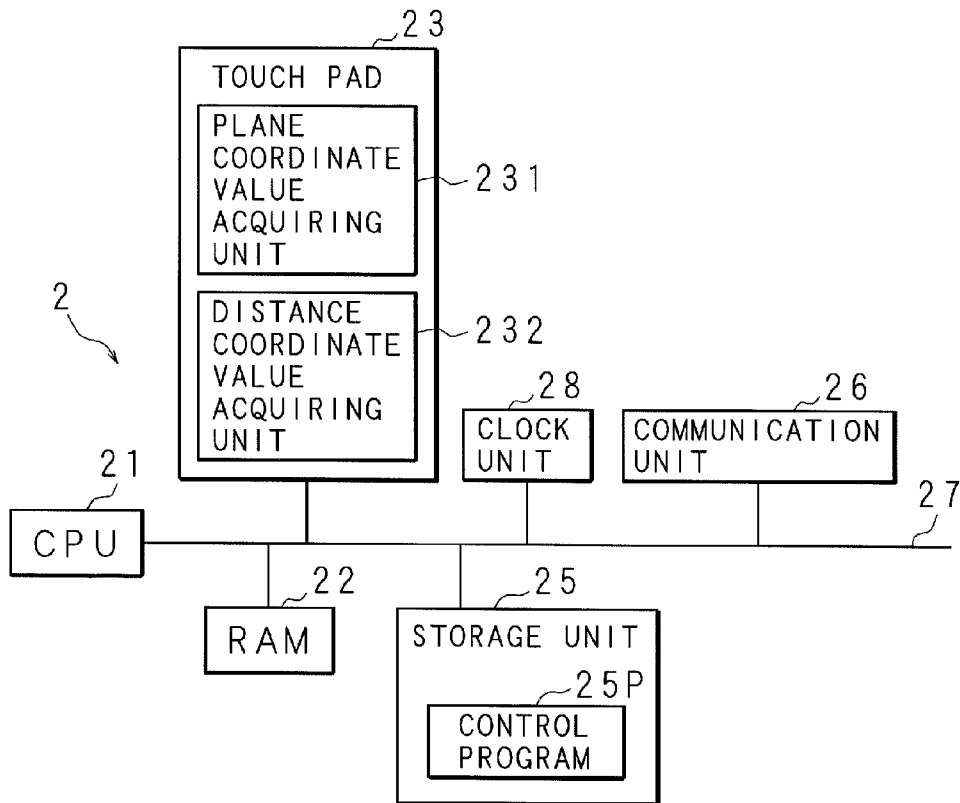 23
TOUCH PAD
PLANE
COORDINATE
VALUE
ACQUIRING
UNIT
231
DISTANCE
COORDINATE
VALUE
ACQUIRING
UNIT
232
2
28
CLOCK
UNIT
26
COMMUNICATION
UNIT
21
CPU
27
22
RAM
25
STORAGE UNIT
25P
CONTROL
PROGRAM